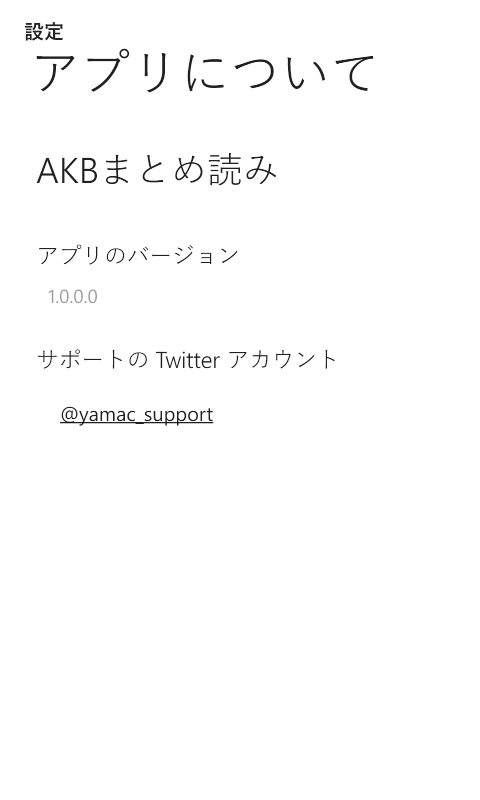 設定
アプリについて
AKBまとめ読み
アプリのバージョン
1.0.0.0
サポートの Twitter アカウント
@yamac_support